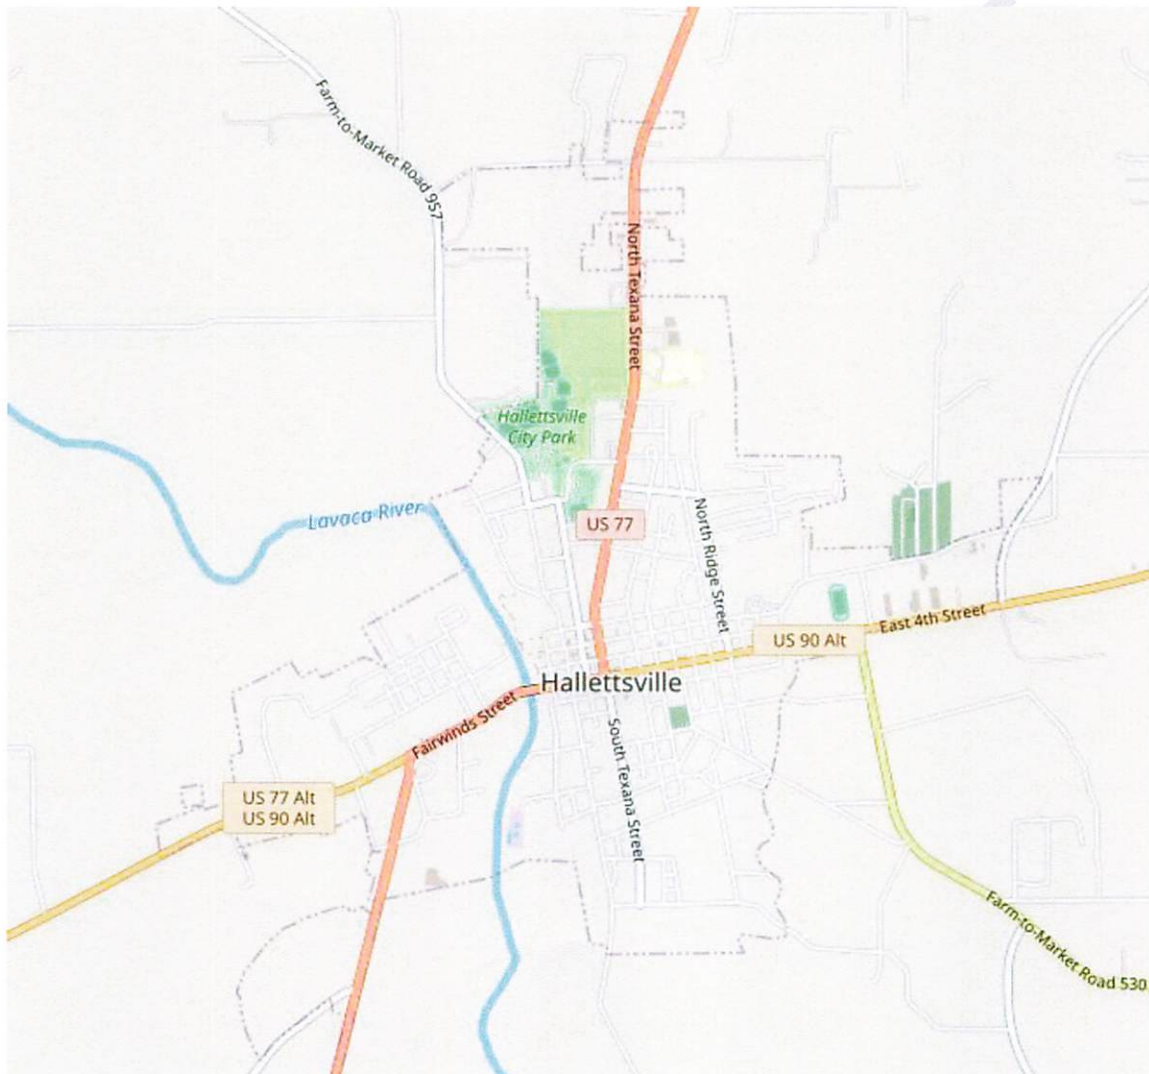 Farm-to-Market Road 957
North Texana Street
Hallettsville
City Park
Lavaca River
US 77
North Ridge Street
East 4th Street
US 90 Alt
Hallettsville
Fairwinds Street
South Texana Street
US 77 Alt
US 90 Alt
Farm-to-Market Road 530